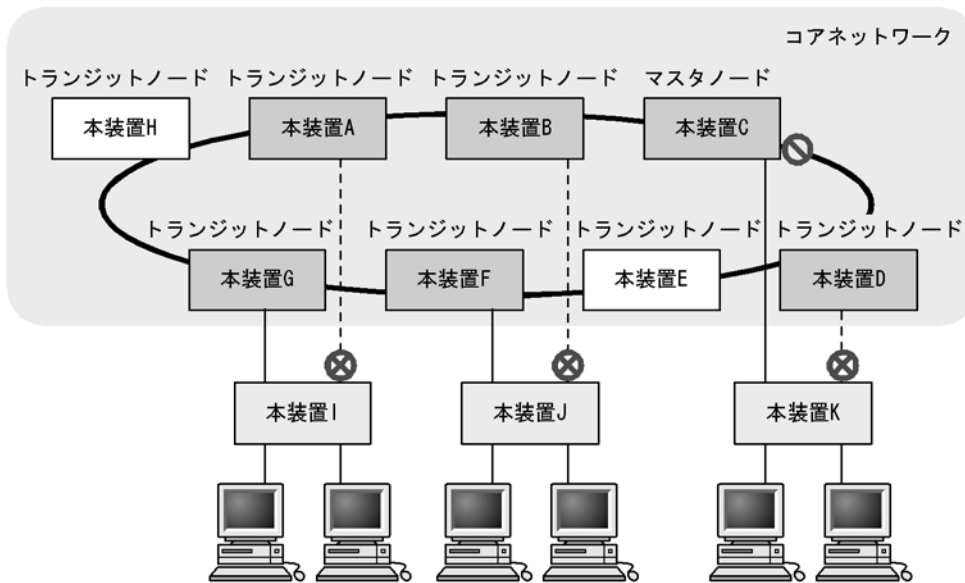 コアネットワーク
トランジットノード トランジットノード トランジットノード マスタノード
本装置H 本装置A 本装置B 本装置C
トランジットノード トランジットノード トランジットノード トランジットノード
本装置G 本装置F 本装置E 本装置D
本装置I 本装置J 本装置K